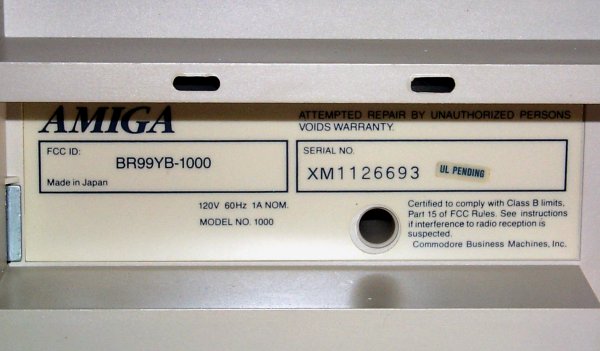 AMIGA
ATTEMPTED REPAIR BY UNAUTHORIZED PERSONS
VOIDS WARRANTY.
FCC ID:
BR99YB-1000
Made in Japan
SERIAL NO.
XM1126693
UL PENDING
120V 60Hz 1A NOM.
MODEL NO. 1000
Certified to comply with Class B limits,
Part 15 of FCC Rules. See instructions
if interference to radio reception is
suspected.
Commodore Business Machines, Inc.